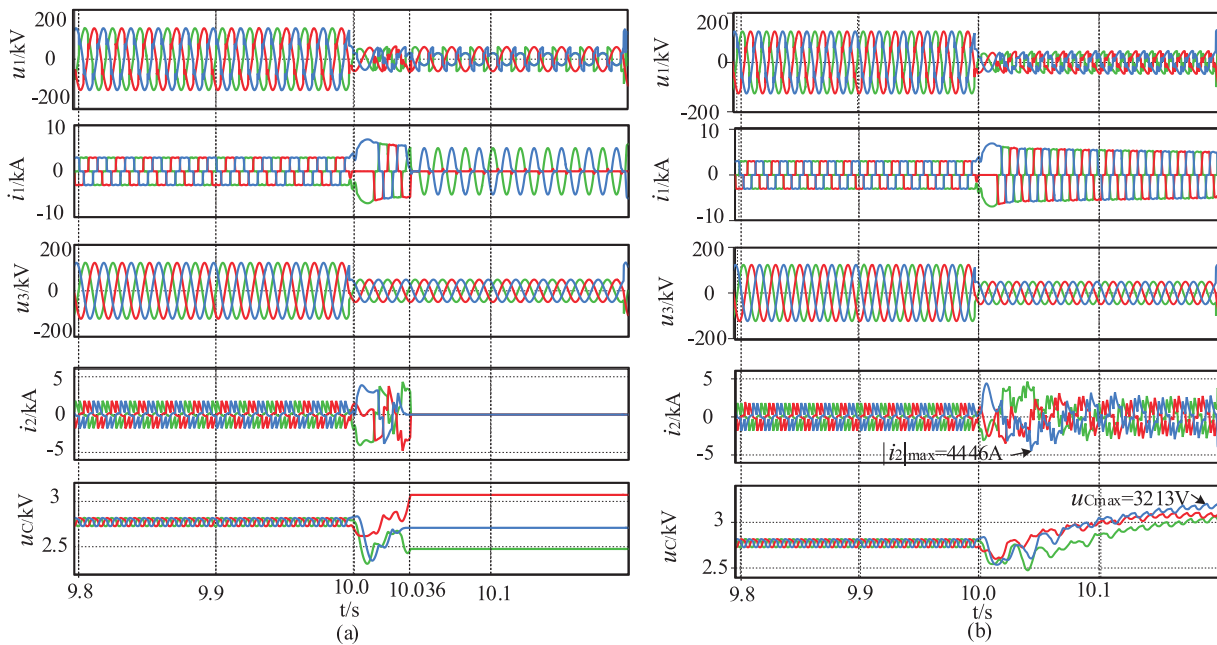 (a)
200
0
-200
u1/kV
10
0
-10
i1/kA
200
0
-200
u3/kV
5
0
-5
i2/kA
3
2.5
uC/kV
9.8 9.9 10.0 10.036 10.1
t/s
(a)
(b)
200
0
-200
u1/kV
10
0
-10
i1/kA
200
0
-200
u3/kV
5
0
-5
i2/kA
|i2|max=4446A
uCmax=3213V
3
2.5
uC/kV
9.8 9.9 10.0 10.1
t/s
(b)